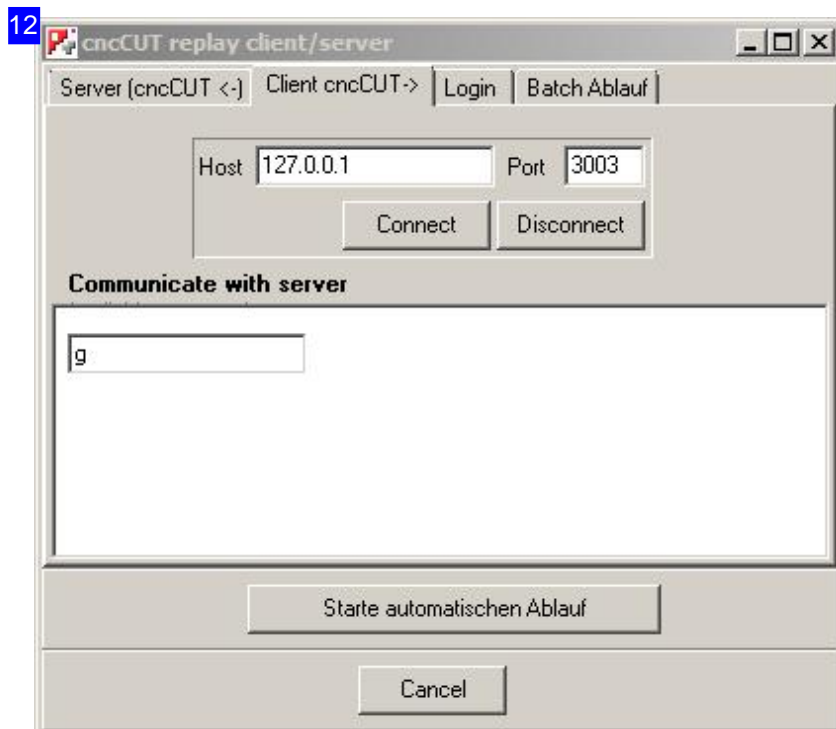 12
cncCUT replay client/server
Server (cncCUT <-) Client cncCUT-> Login Batch Ablauf
Host 127.0.0.1 Port 3003
Connect Disconnect
Communicate with server
g
Starte automatischen Ablauf
Cancel